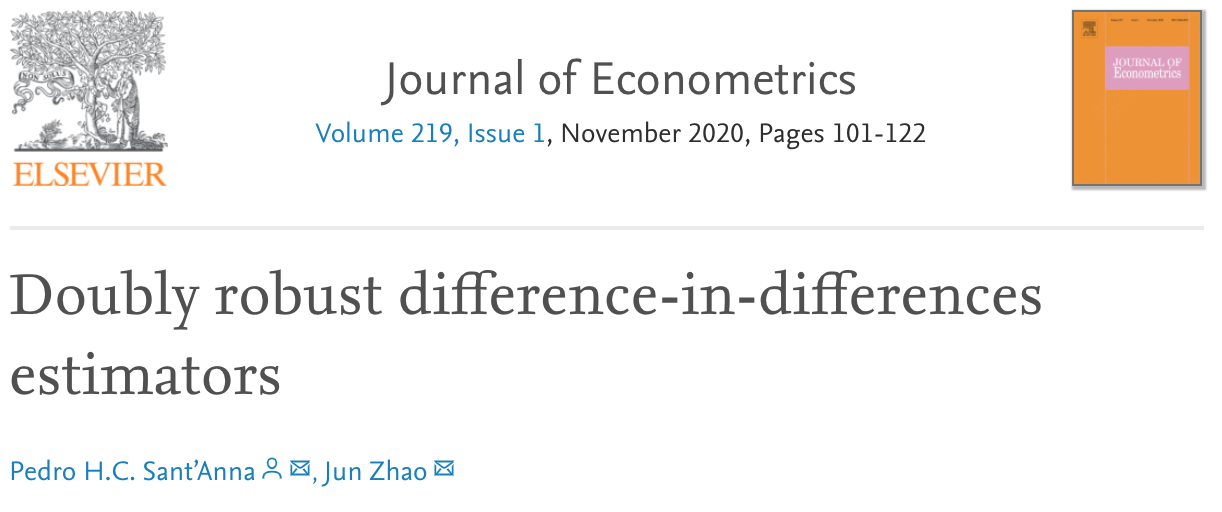 Journal of Econometrics
Volume 219, Issue 1, November 2020, Pages 101-122
ELSEVIER
JOURNAL OF
Econometrics
Doubly robust difference-in-differences
estimators
Pedro H.C. Sant’Anna, Jun Zhao